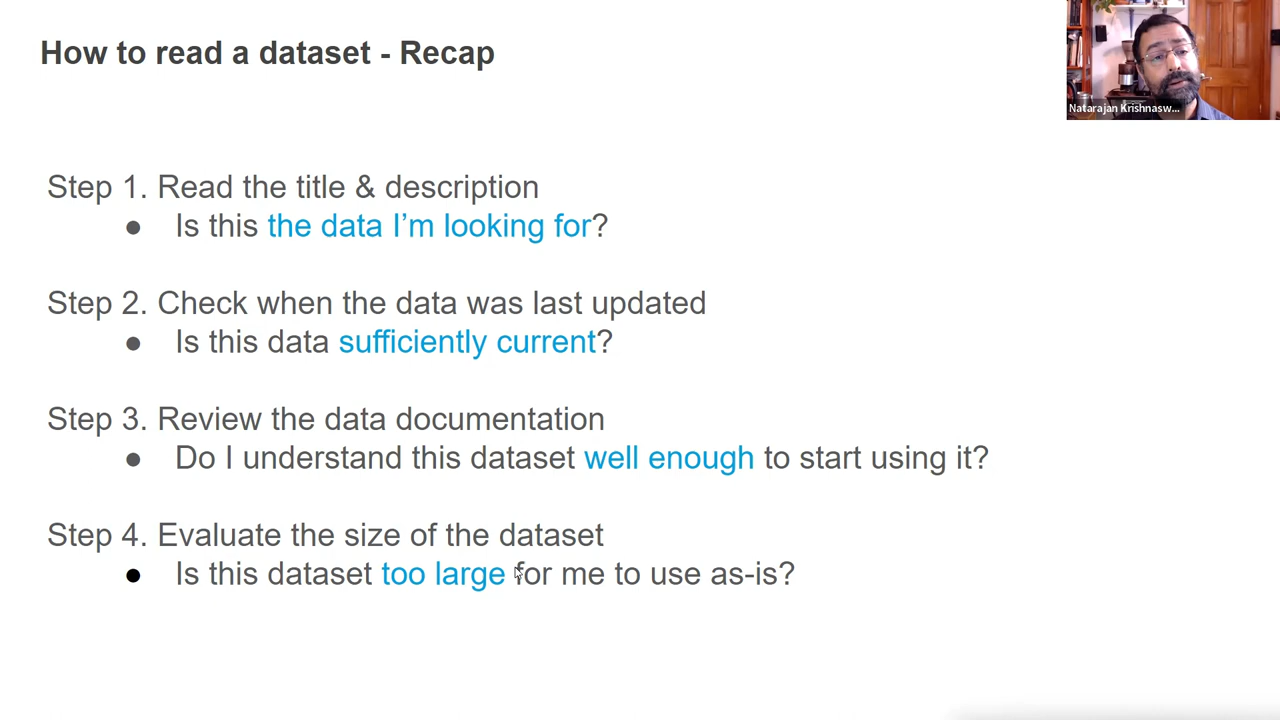 How to read a dataset - Recap
Natarajan Krishnasw...
Step 1. Read the title & description
● Is this the data I’m looking for?
Step 2. Check when the data was last updated
● Is this data sufficiently current?
Step 3. Review the data documentation
● Do I understand this dataset well enough to start using it?
Step 4. Evaluate the size of the dataset
● Is this dataset too large for me to use as-is?